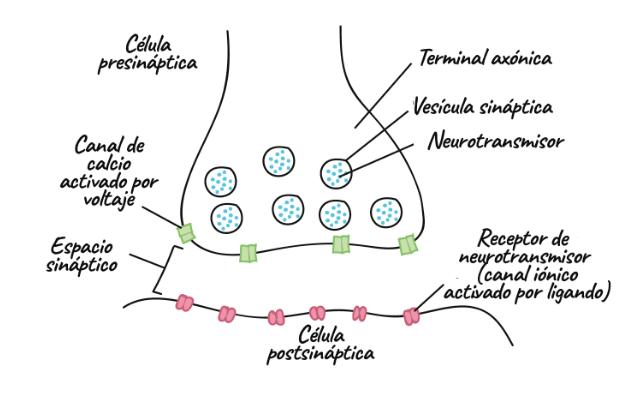 Célula
presináptica
Terminal axónica
Vesícula sináptica
Neurotransmisor
Canal de
calcio
activado por
voltaje
Espacio
sináptico
Receptor de
neurotransmisor
(canal iónico
activado por ligando)
Célula
postsináptica